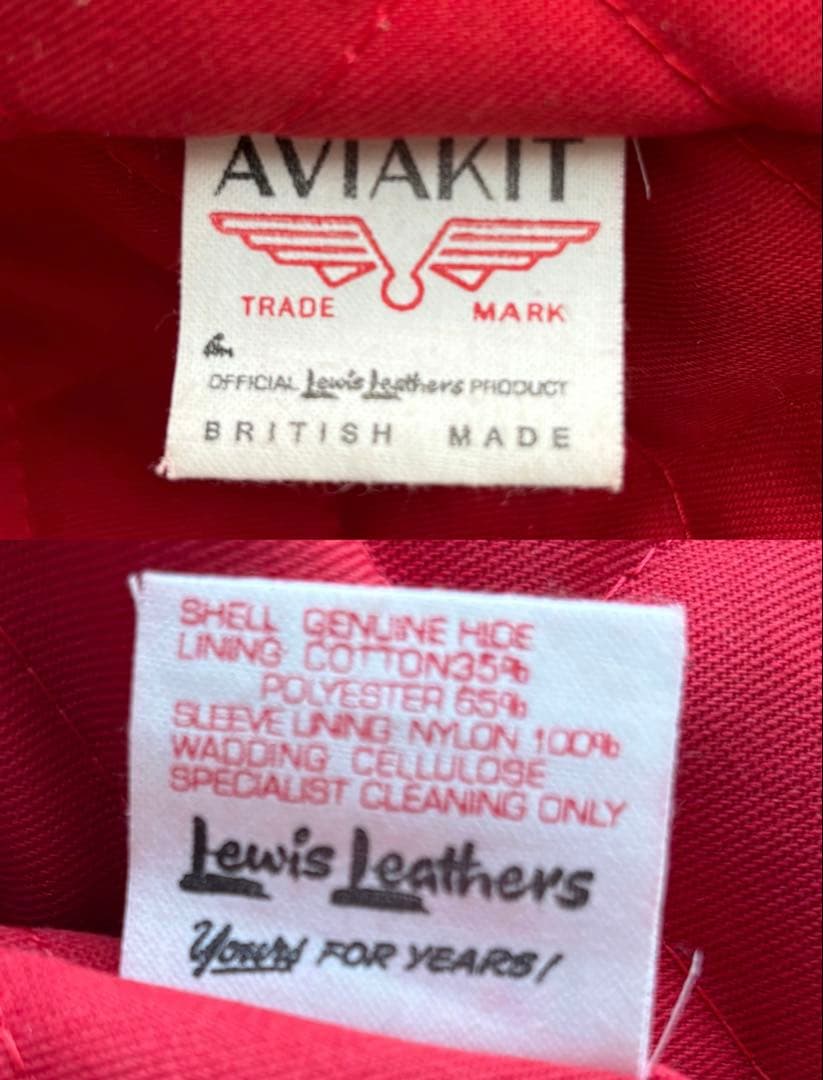 AVIAKIT
TRADE MARK
An
OFFICIAL Lewis Leathers PRODUCT
BRITISH MADE
SHELL GENUINE HIDE
LINING COTTON35%
POLYESTER 65%
SLEEVE LINING NYLON 100%
WADDING CELLULOSE
SPECIALIST CLEANING ONLY
Lewis Leathers
Yours FOR YEARS!